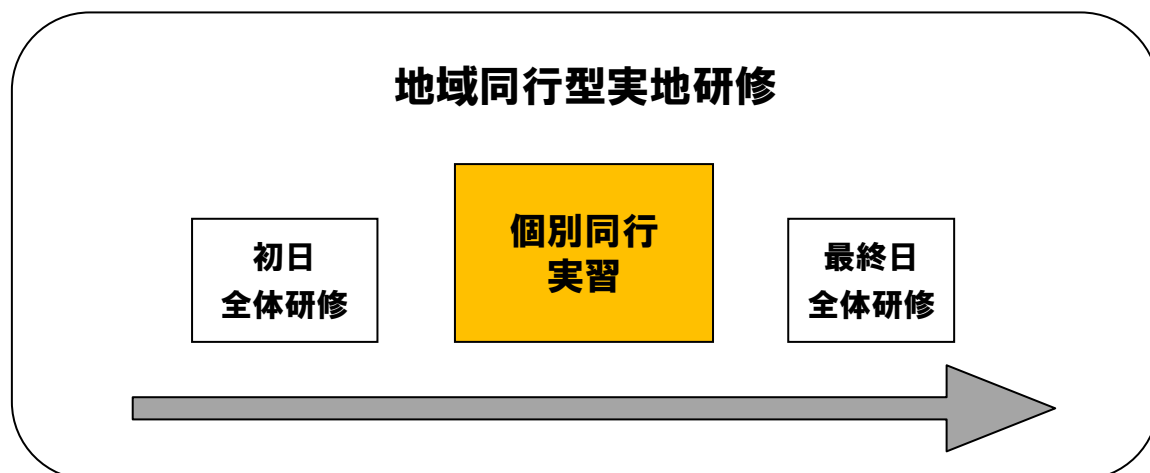 地域同行型実地研修
初日
全体研修
個別同行
実習
最終日
全体研修